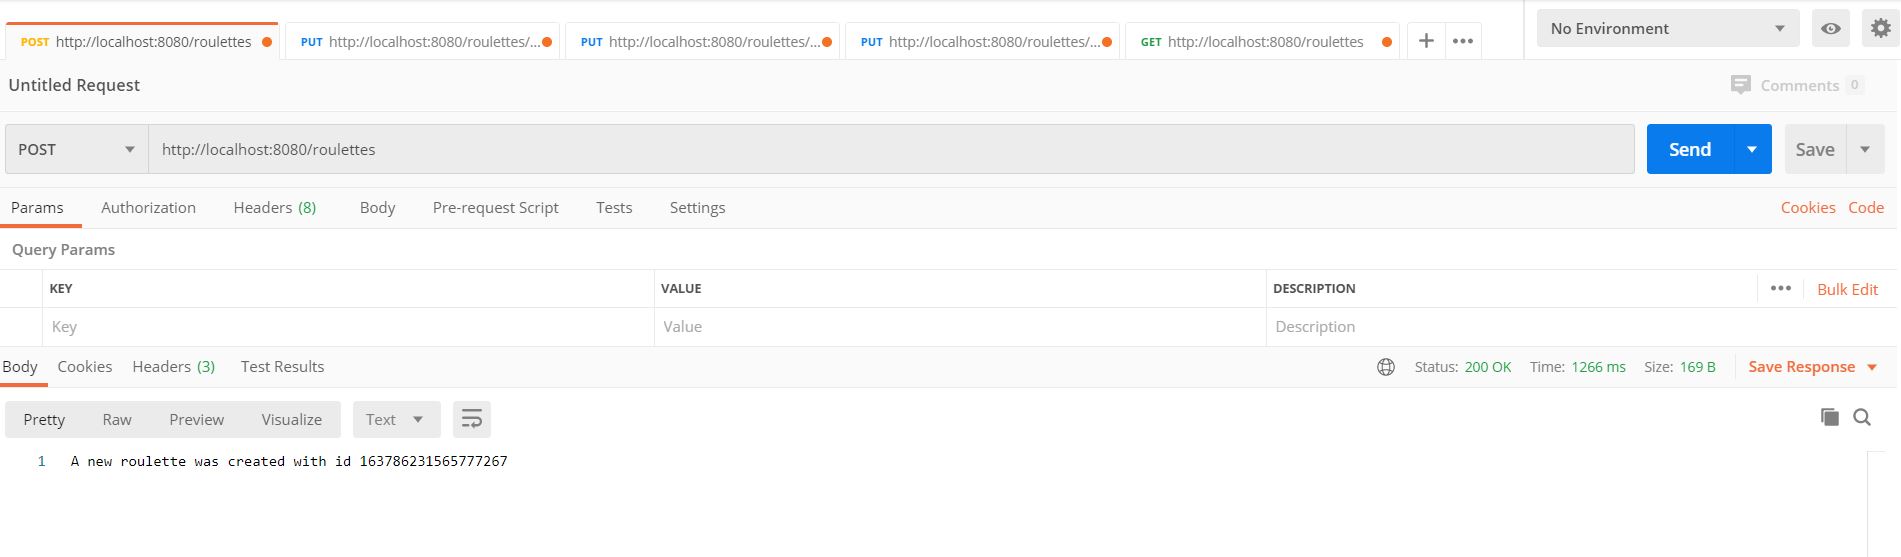 POST http://localhost:8080/roulettes PUT http://localhost:8080/roulettes/... PUT http://localhost:8080/roulettes/... PUT http://localhost:8080/roulettes/... GET http://localhost:8080/roulettes + ••• No Environment
Untitled Request Comments 0
POST http://localhost:8080/roulettes Send Save
Params Authorization Headers (8) Body Pre-request Script Tests Settings Cookies Code
Query Params
KEY VALUE DESCRIPTION ••• Bulk Edit
Key Value Description
Body Cookies Headers (3) Test Results Status: 200 OK Time: 1266 ms Size: 169 B Save Response
Pretty Raw Preview Visualize Text
1 A new roulette was created with id 163786231565777267